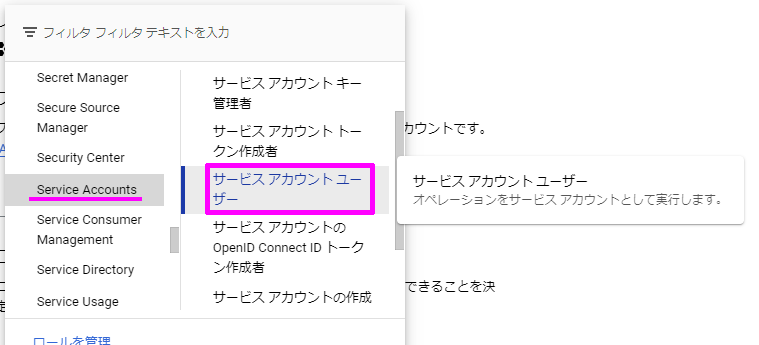 フィルタ フィルタ テキストを入力
Secret Manager
Secure Source
Manager
Security Center
Service Accounts
Service Consumer
Management
Service Directory
Service Usage
サービス アカウント キー
管理者
サービス アカウント トー
クン作成者
サービス アカウント ユー
ザー
サービス アカウントの
OpenID Connect ID トーク
ン作成者
サービス アカウントの作成
カウントです。
サービス アカウント ユーザー
オペレーションをサービス アカウントとして実行します。
できることを決
ロールを管理